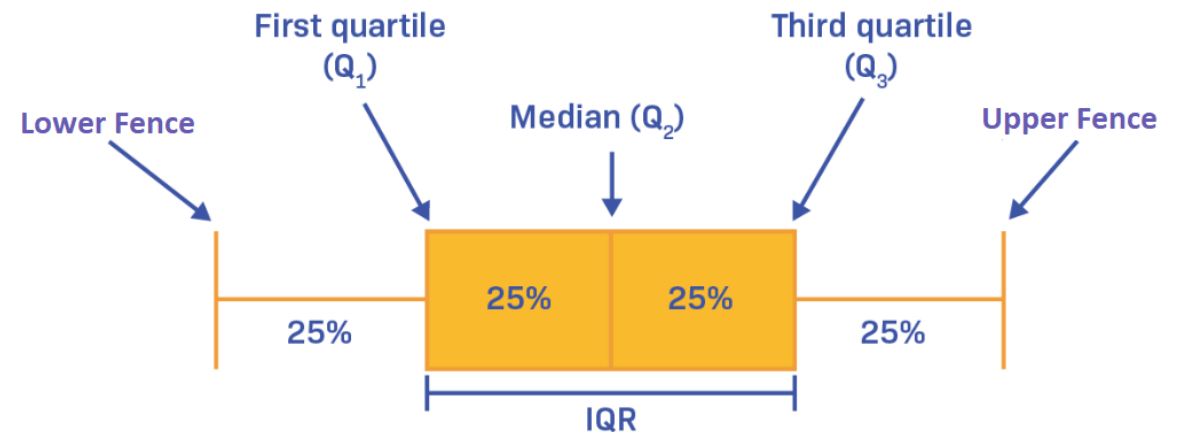 First quartile
(Q₁)
Third quartile
(Q₃)
Lower Fence
Median (Q₂)
Upper Fence
25%
25%
25%
25%
IQR